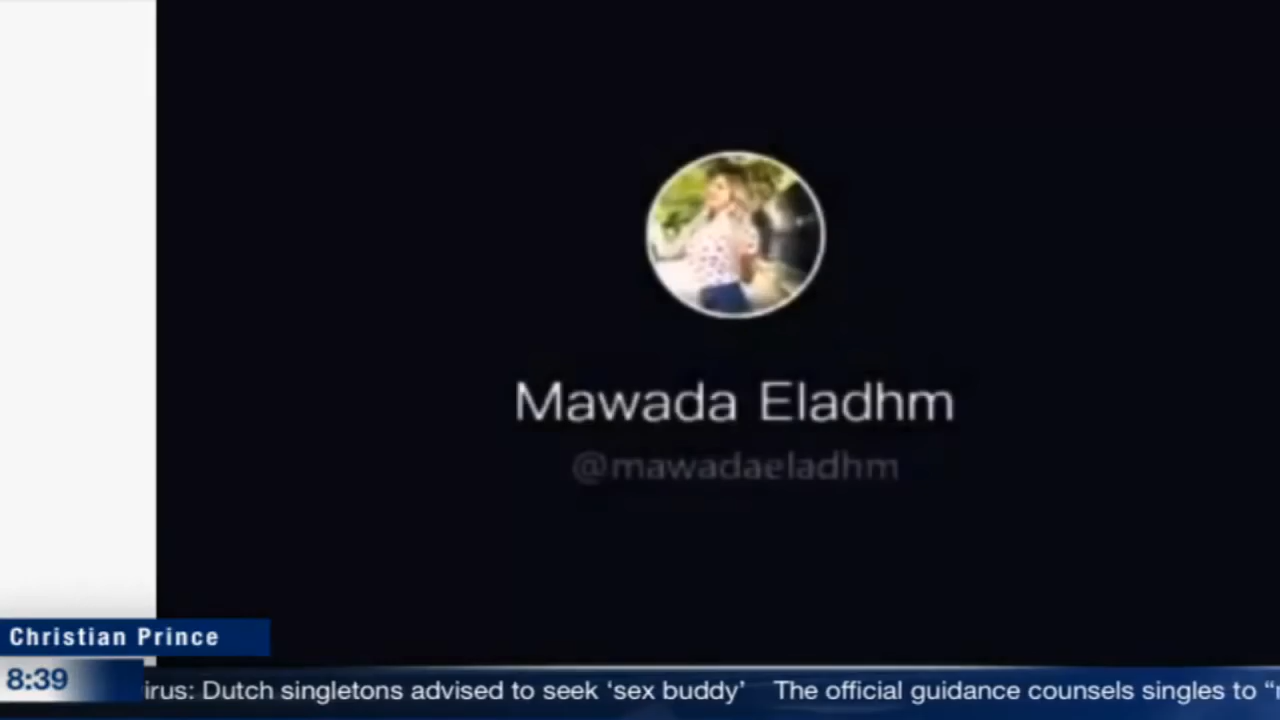 Mawada Eladhm
@mawadaeladhm
Christian Prince
8:39
irus: Dutch singletons advised to seek ‘sex buddy’ The official guidance counsels singles to “